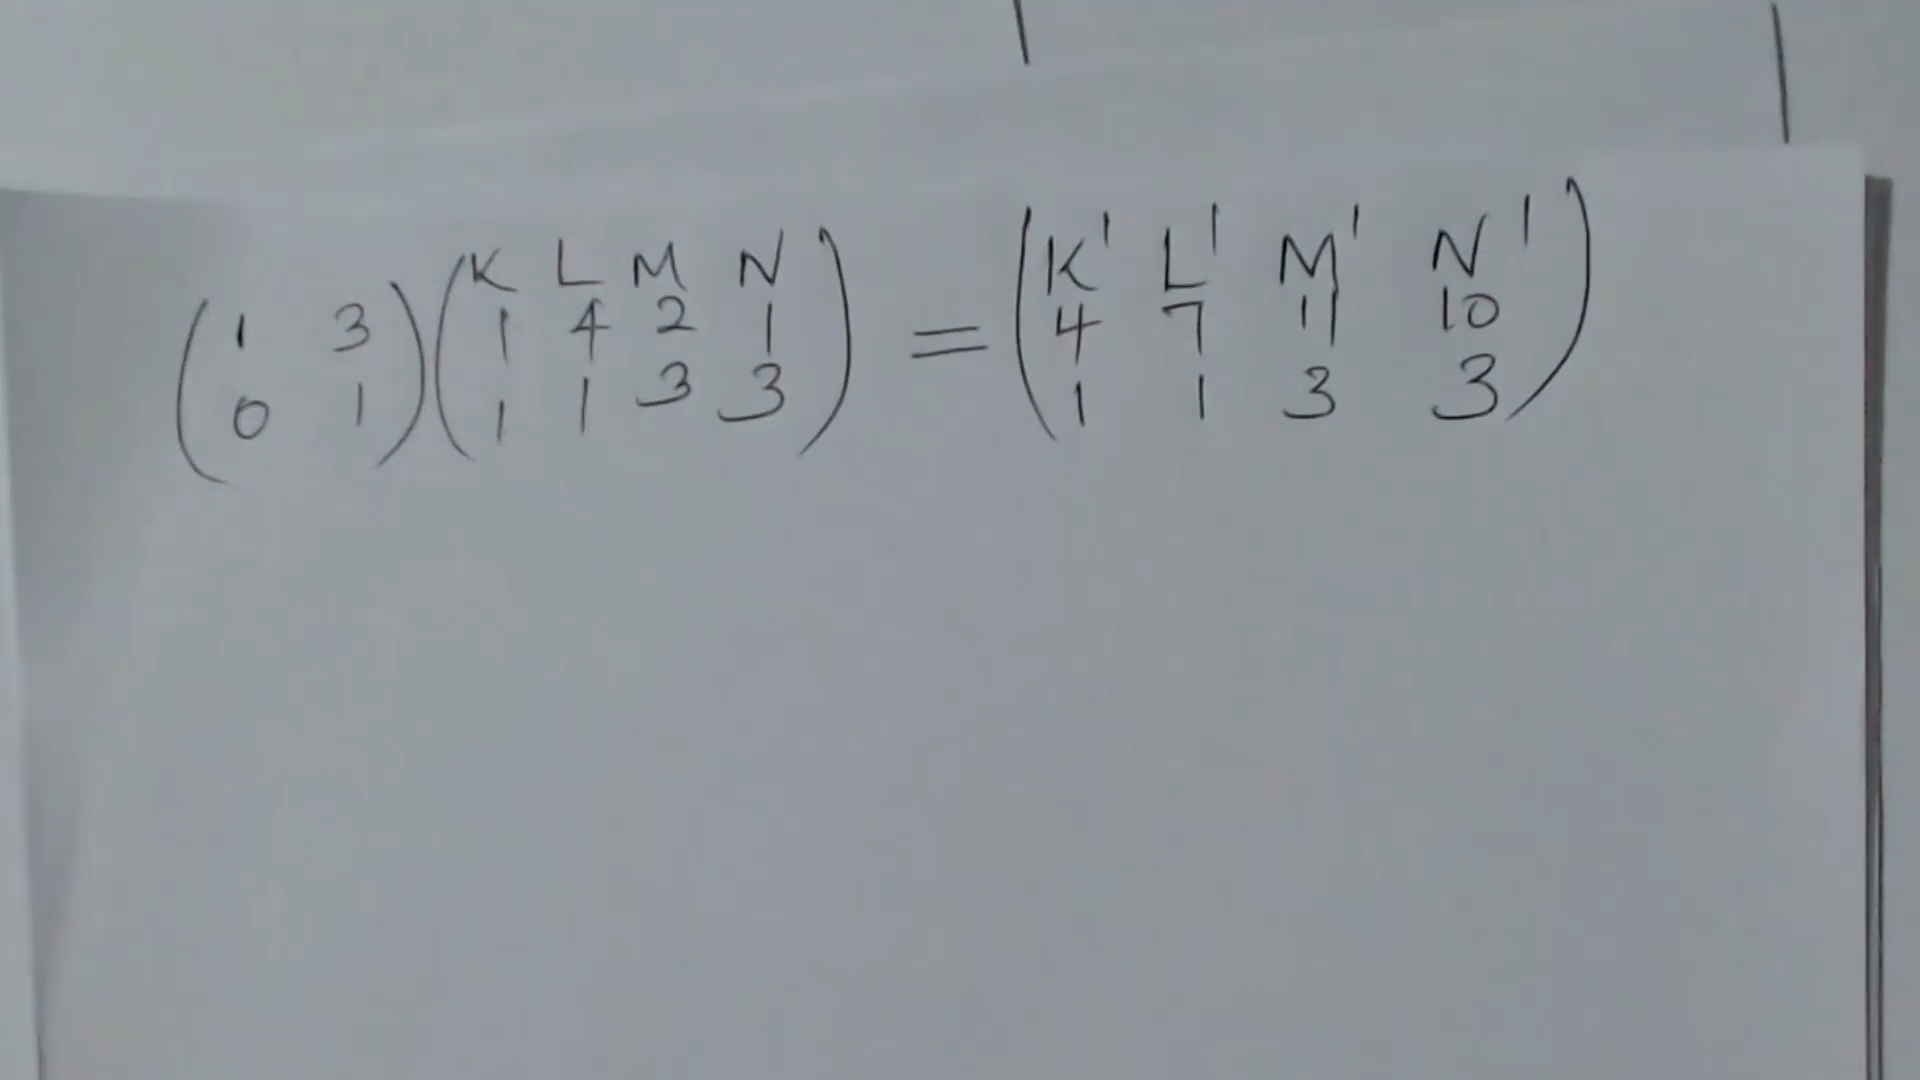 K L M N K' L' M' N'
(1 3)(1 4 2 1) = (4 7 11 10)
(0 1)(1 1 3 3) (1 1 3 3)